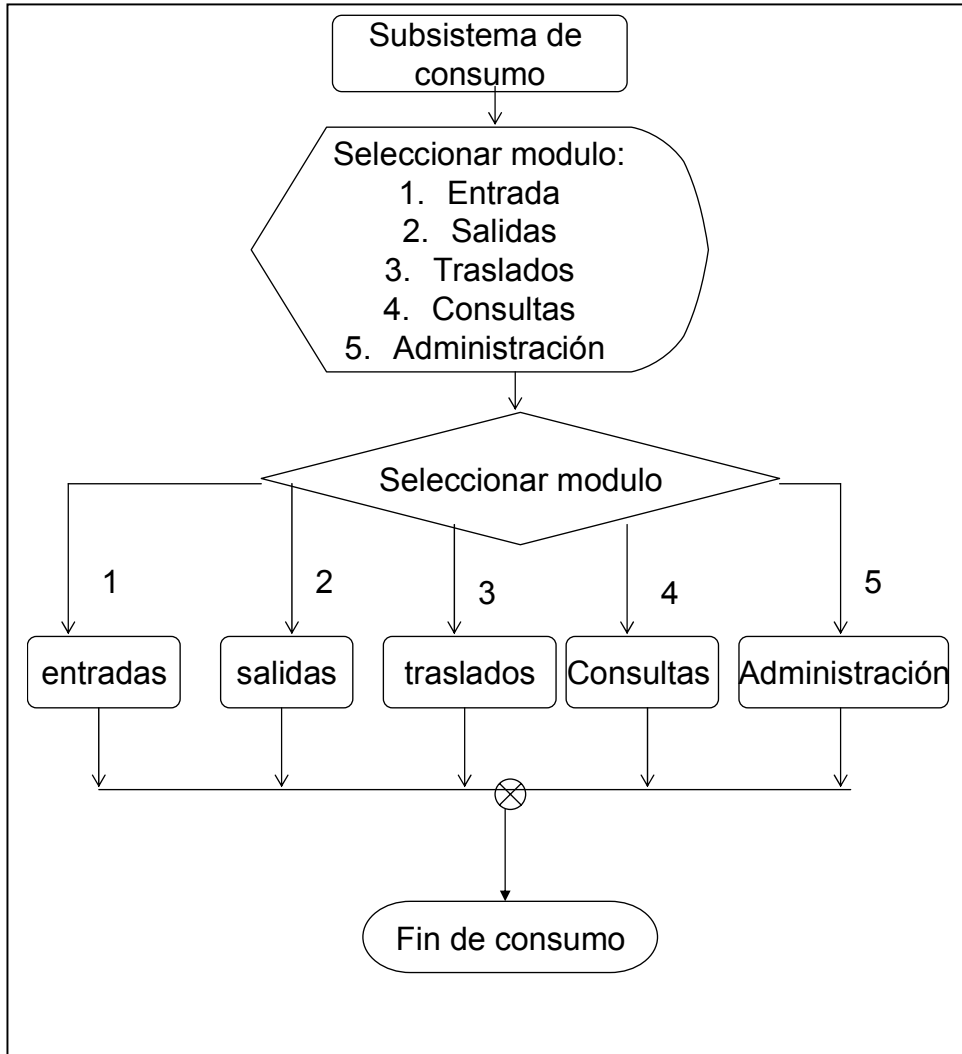 Subsistema de
consumo
Seleccionar modulo:
1. Entrada
2. Salidas
3. Traslados
4. Consultas
5. Administración
Seleccionar modulo
1
2
3
4
5
entradas
salidas
traslados
Consultas
Administración
Fin de consumo